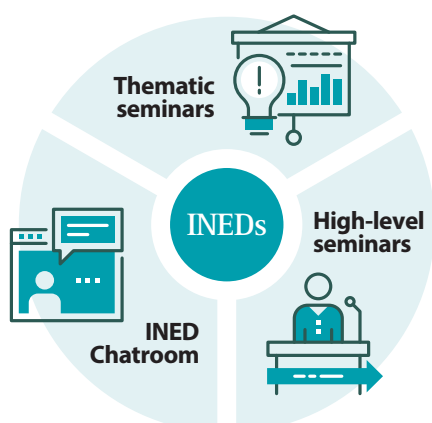 Thematic
seminars
INEDs
High-level
seminars
INED
Chatroom